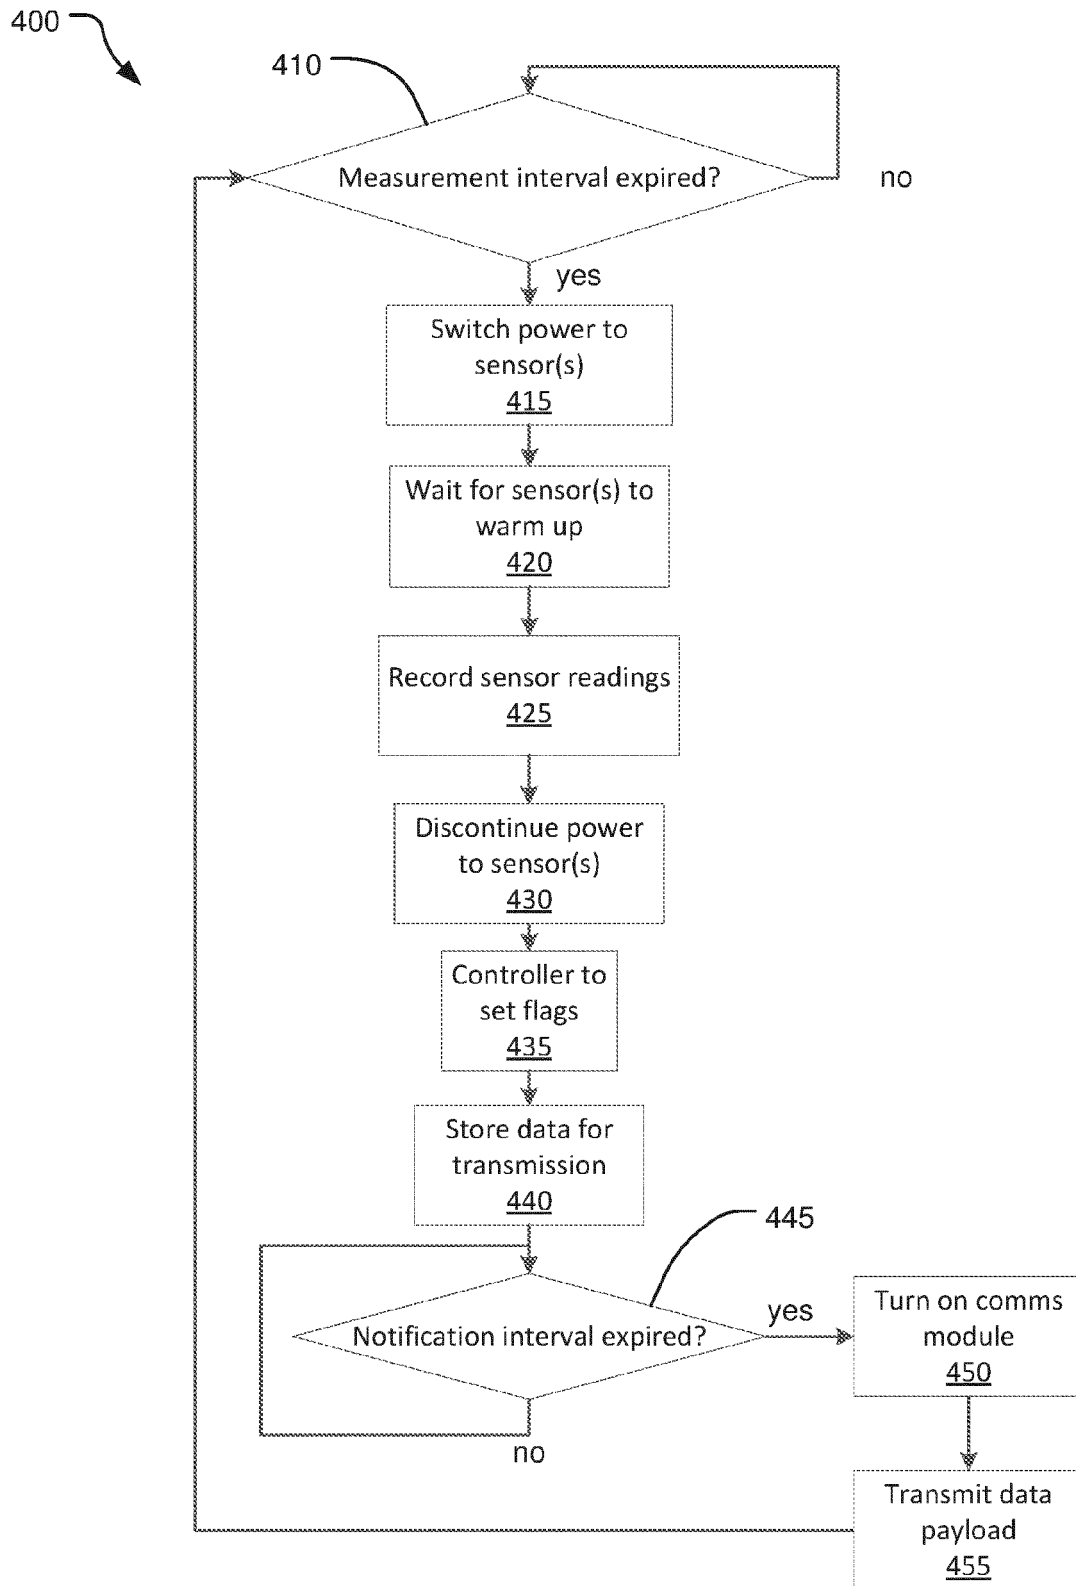 400
410
Measurement interval expired?
no
yes
Switch power to
sensor(s)
415
Wait for sensor(s) to
warm up
420
Record sensor readings
425
Discontinue power
to sensor(s)
430
Controller to
set flags
435
Store data for
transmission
440
445
Notification interval expired?
yes
no
Turn on comms
module
450
Transmit data
payload
455